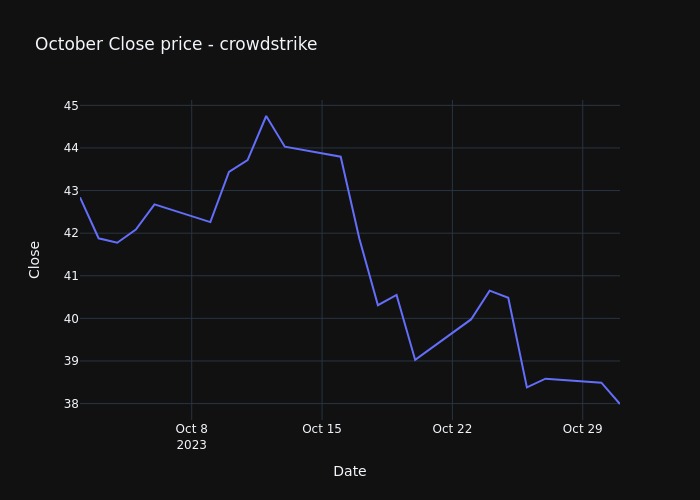 October Close price - crowdstrike
45
44
43
42
41
40
39
38
Close
Oct 8
2023
Oct 15
Oct 22
Oct 29
Date